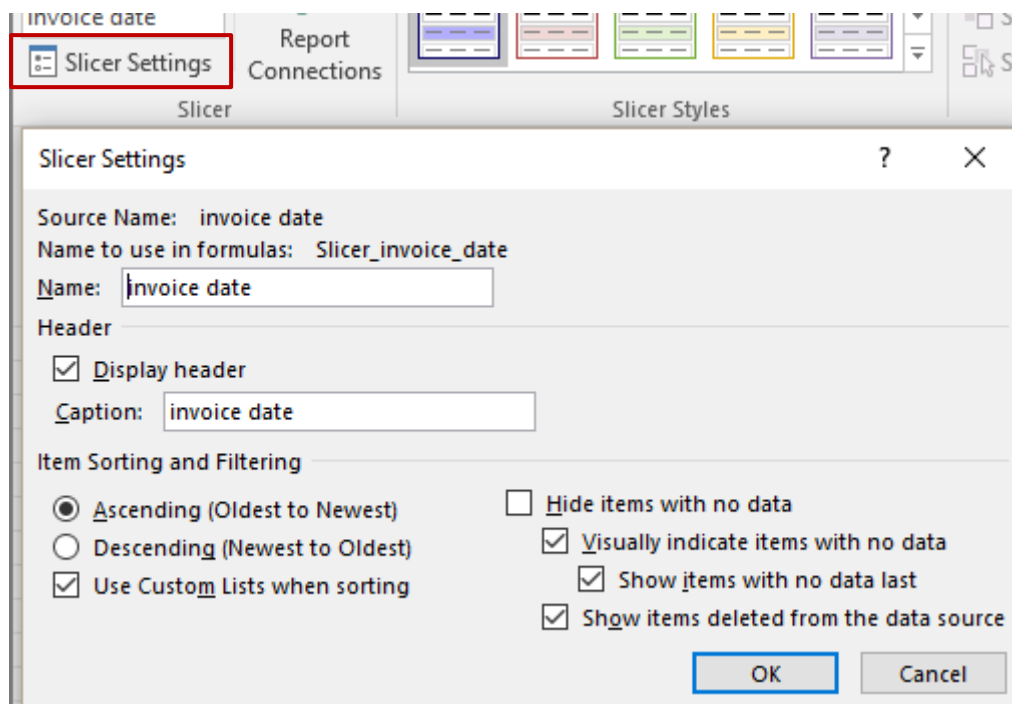 invoice date
Slicer Settings
Report
Connections
Slicer
Slicer Styles
S
S
Slicer Settings
?
Source Name: invoice date
Name to use in formulas: Slicer_invoice_date
Name: invoice date
Header
Display header
Caption: invoice date
Item Sorting and Filtering
Ascending (Oldest to Newest)
Hide items with no data
Descending (Newest to Oldest)
Visually indicate items with no data
Use Custom Lists when sorting
Show items with no data last
Show items deleted from the data source
OK
Cancel